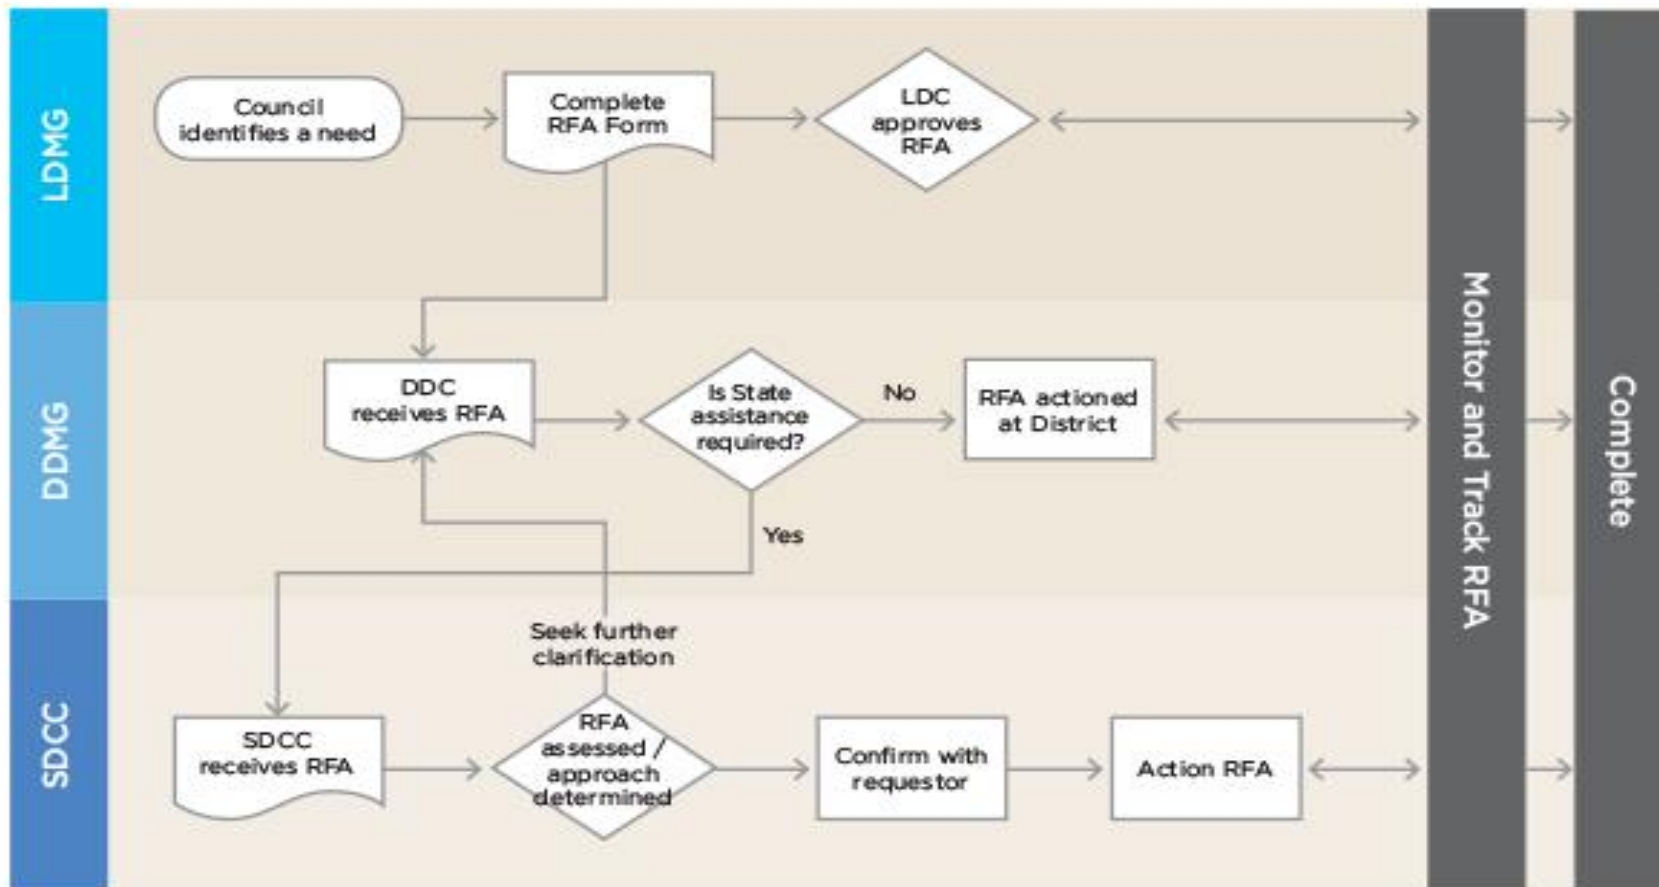 LDMG
Council
identifies a need
Complete
RFA Form
LDC
approves
RFA
DDMG
DDC
receives RFA
Is State
assistance
required?
No
RFA actioned
at District
Yes
SDCC
Seek further
clarification
SDCC
receives RFA
RFA
assessed /
approach
determined
Confirm with
requestor
Action RFA
Monitor and Track RFA
Complete